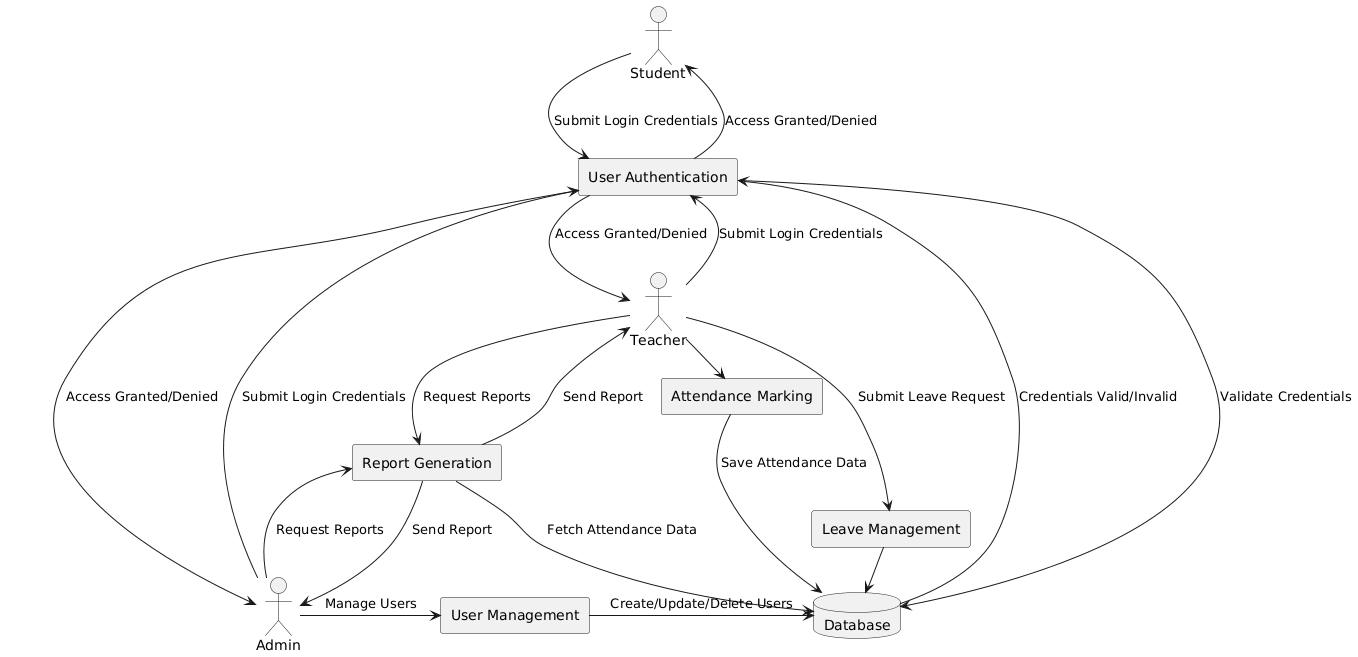 Student
Submit Login Credentials
Access Granted/Denied
User Authentication
Access Granted/Denied
Submit Login Credentials
Teacher
Access Granted/Denied
Submit Login Credentials
Request Reports
Send Report
Attendance Marking
Submit Leave Request
Credentials Valid/Invalid
Validate Credentials
Report Generation
Save Attendance Data
Request Reports
Send Report
Fetch Attendance Data
Leave Management
Manage Users
User Management
Create/Update/Delete Users
Database
Admin